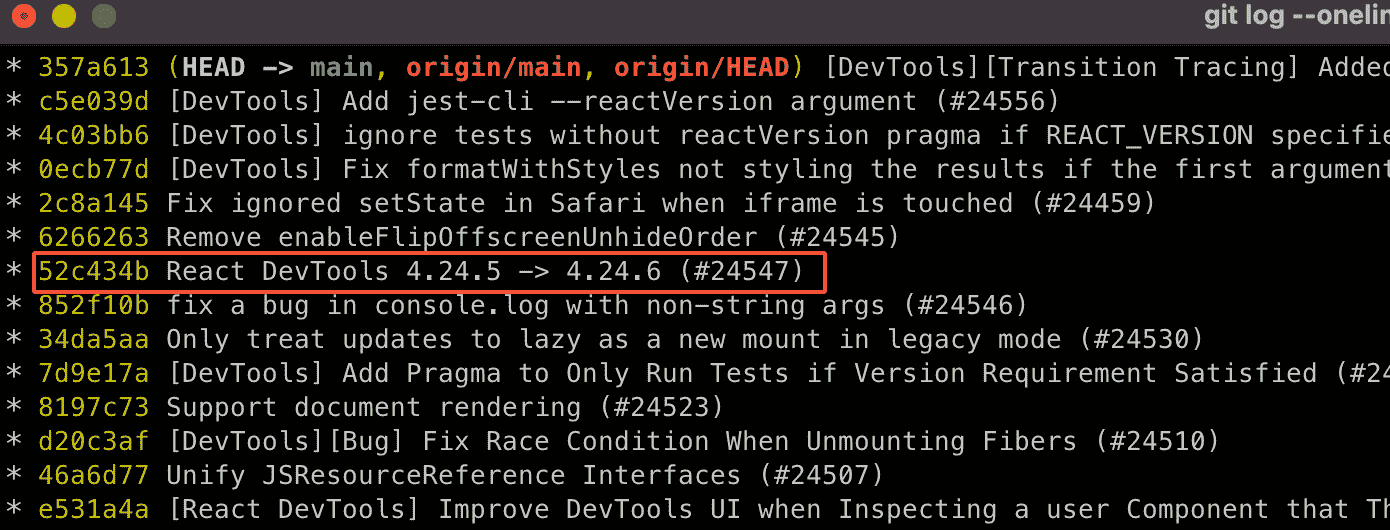 git log --onelin
* 357a613 (HEAD -> main, origin/main, origin/HEAD) [DevTools][Transition Tracing] Added
* c5e039d [DevTools] Add jest-cli --reactVersion argument (#24556)
* 4c03bb6 [DevTools] ignore tests without reactVersion pragma if REACT_VERSION specifie
* 0ecb77d [DevTools] Fix formatWithStyles not styling the results if the first argument
* 2c8a145 Fix ignored setState in Safari when iframe is touched (#24459)
* 6266263 Remove enableFlipOffscreenUnhideOrder (#24545)
* 52c434b React DevTools 4.24.5 -> 4.24.6 (#24547)
* 852f10b fix a bug in console.log with non-string args (#24546)
* 34da5aa Only treat updates to lazy as a new mount in legacy mode (#24530)
* 7d9e17a [DevTools] Add Pragma to Only Run Tests if Version Requirement Satisfied (#24
* 8197c73 Support document rendering (#24523)
* d20c3af [DevTools][Bug] Fix Race Condition When Unmounting Fibers (#24510)
* 46a6d77 Unify JSResourceReference Interfaces (#24507)
* e531a4a [React DevTools] Improve DevTools UI when Inspecting a user Component that Th